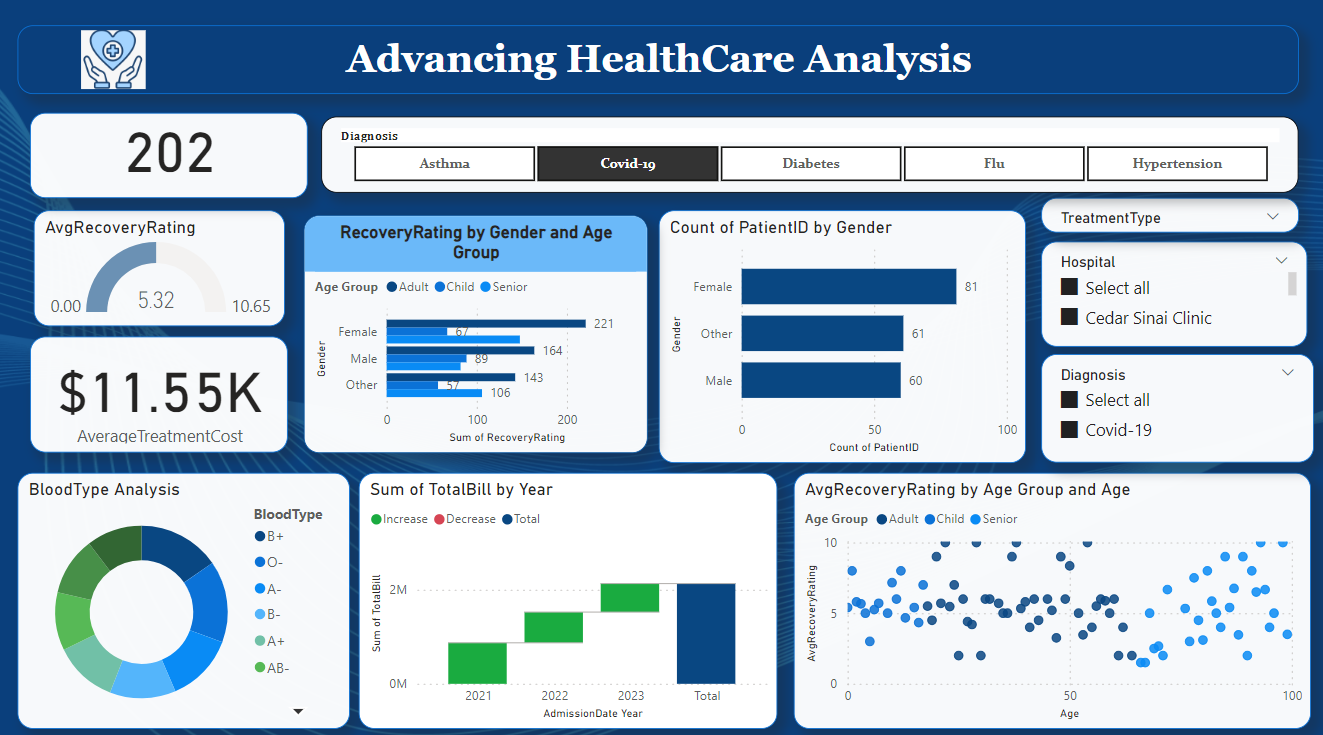 Advancing HealthCare Analysis
202
Diagnosis
Asthma
Covid-19
Diabetes
Flu
Hypertension
AvgRecoveryRating
0.00
5.32
10.65
$11.55K
AverageTreatmentCost
RecoveryRating by Gender and Age
Group
Age Group Adult Child Senior
Gender
Female
221
67
Male
164
89
Other
143
57
106
0
100
200
Sum of RecoveryRating
Count of PatientID by Gender
Gender
Female
81
Other
61
Male
60
0
50
100
Count of PatientID
TreatmentType
Hospital
Select all
Cedar Sinai Clinic
Diagnosis
Select all
Covid-19
BloodType Analysis
BloodType
B+
O-
A-
B-
A+
AB-
Sum of TotalBill by Year
Increase Decrease Total
Sum of TotalBill
2M
0M
2021
2022
2023
Total
AdmissionDate Year
AvgRecoveryRating by Age Group and Age
Age Group Adult Child Senior
AvgRecoveryRating
10
5
0
0
50
100
Age